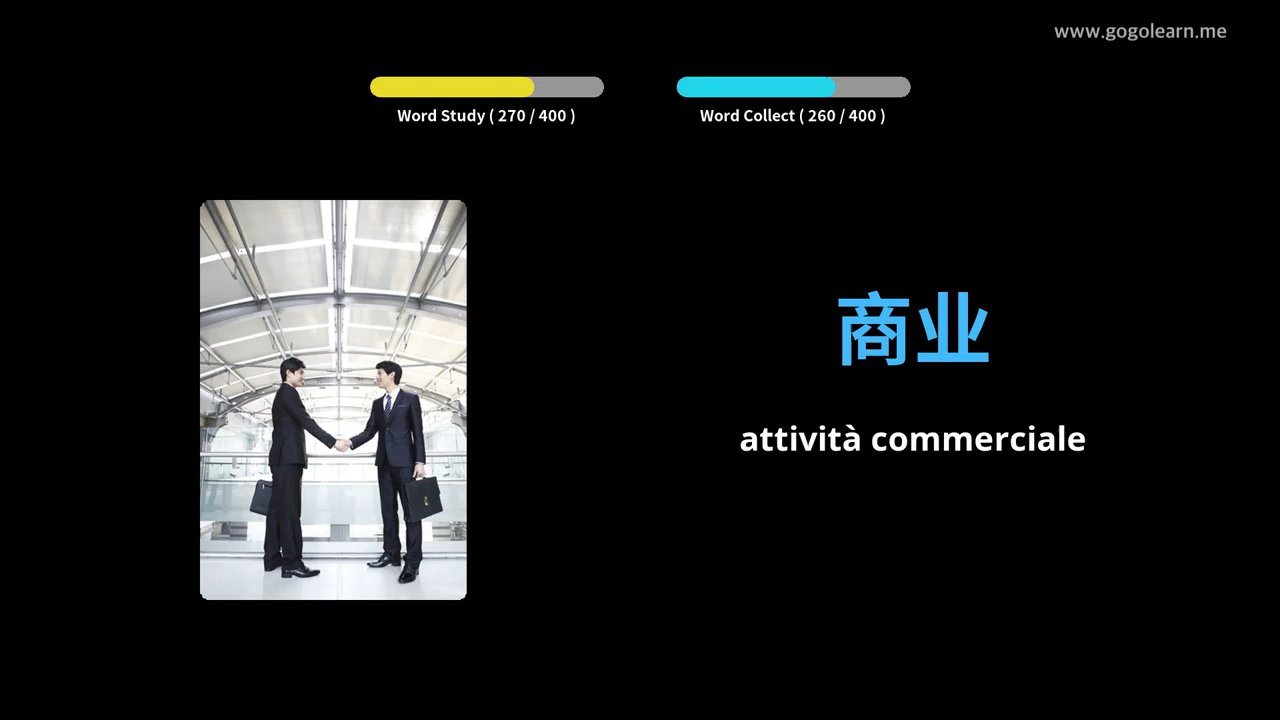 www.gogolearn.me
Word Study ( 270 / 400 )
Word Collect ( 260 / 400 )
商业
attività commerciale